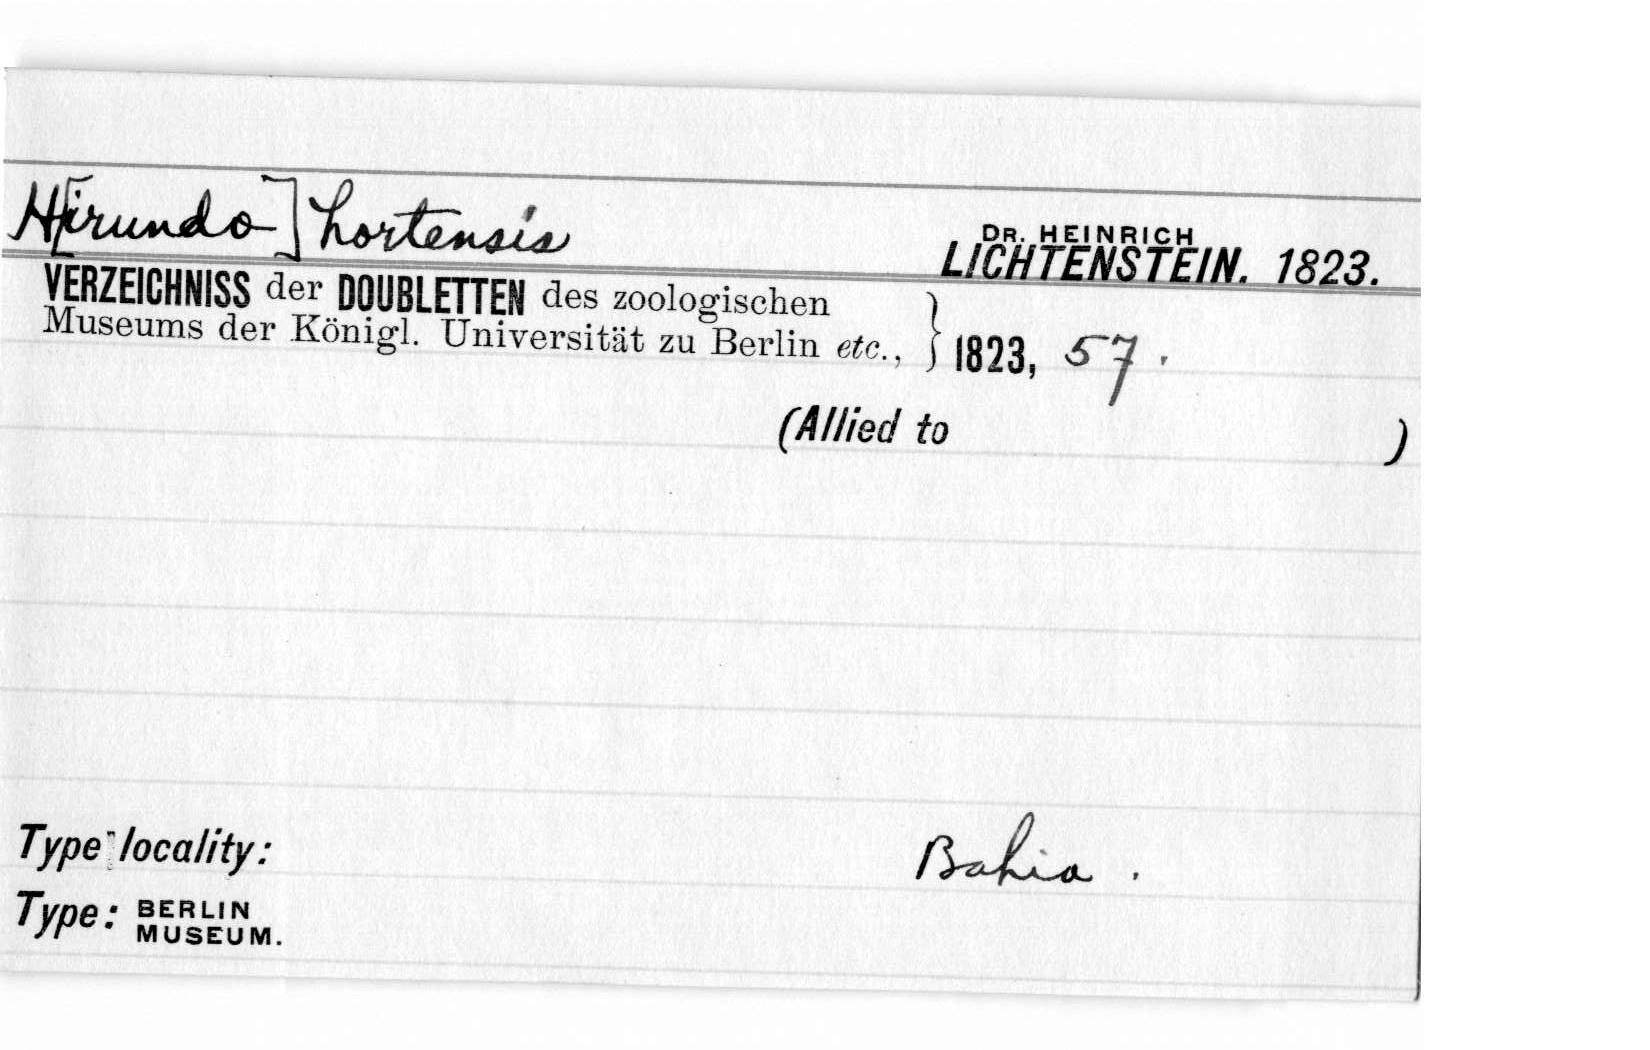 H[irundo] hortensis
DR. HEINRICH
LICHTENSTEIN. 1823.
VERZEICHNISS der DOUBLETTEN des zoologischen
Museums der Königl. Universität zu Berlin etc., } 1823, 57.
(Allied to )
Type locality: Bahia.
Type: BERLIN
MUSEUM.